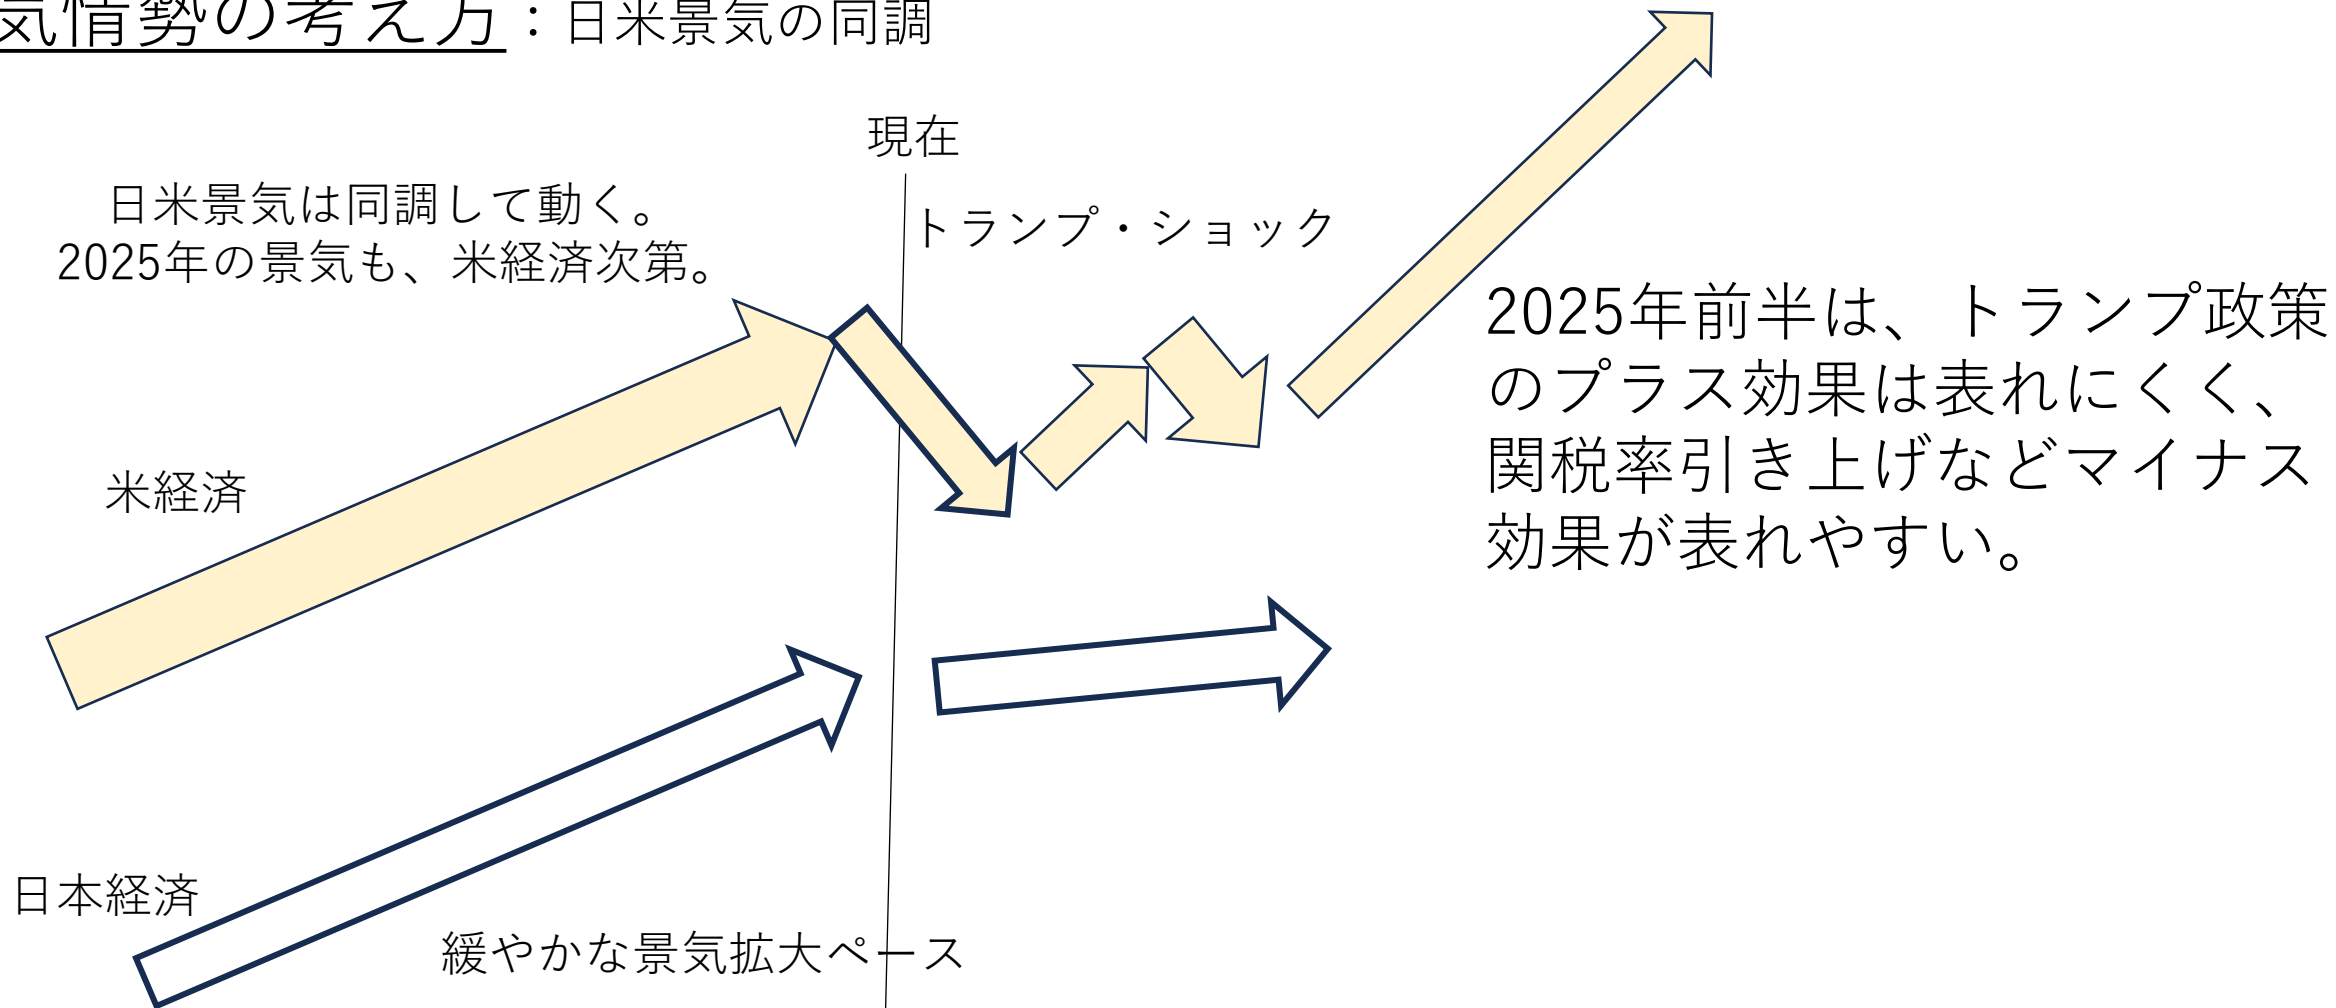 気情勢の考え方：日米景気の同調
現在
日米景気は同調して動く。
2025年の景気も、米経済次第。
トランプ・ショック
2025年前半は、トランプ政策
のプラス効果は表れにくく、
関税率引き上げなどマイナス
効果が表れやすい。
米経済
日本経済
緩やかな景気拡大ペース